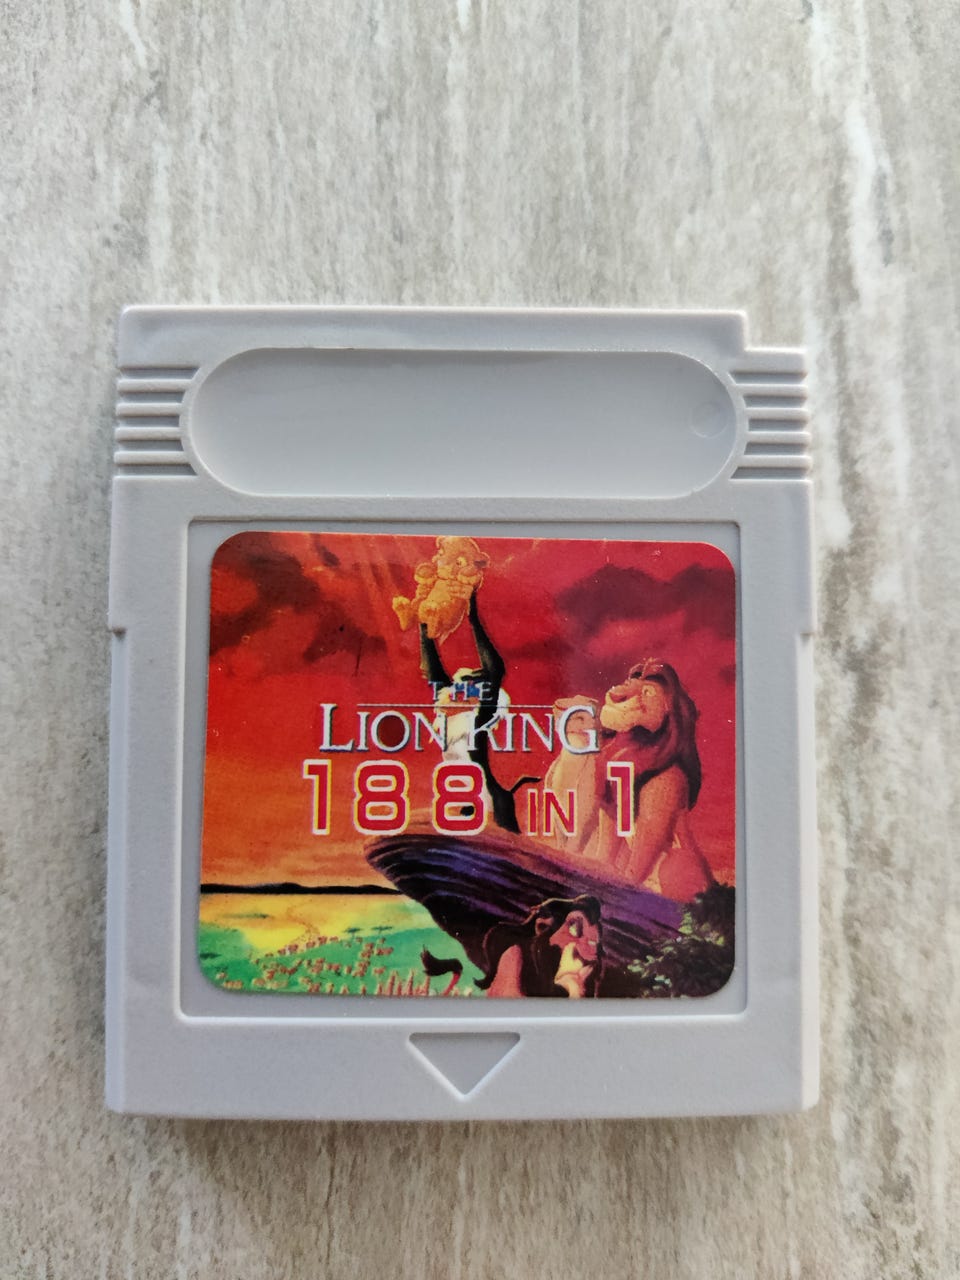 THE
LION KING
188 IN 1